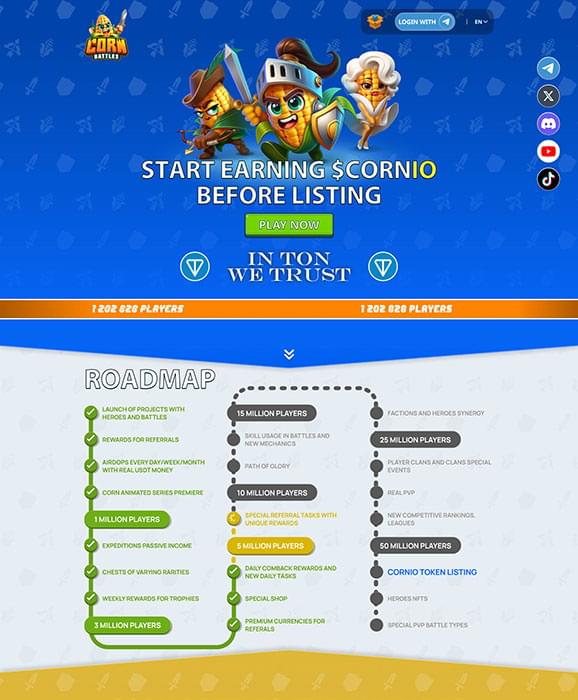 CORN
BATTLES
LOGIN WITH
EN
START EARNING $CORNIO
BEFORE LISTING
PLAY NOW
IN TON
WE TRUST
1 202 828 PLAYERS
1 202 828 PLAYERS
ROADMAP
LAUNCH OF PROJECTS WITH
HEROES AND BATTLES
REWARDS FOR REFERRALS
AIRDOPS EVERY DAY/WEEK/MONTH
WITH REAL USDT MONEY
CORN ANIMATED SERIES PREMIERE
1 MILLION PLAYERS
EXPEDITIONS PASSIVE INCOME
CHESTS OF VARYING RARITIES
WEEKLY REWARDS FOR TROPHIES
3 MILLION PLAYERS
15 MILLION PLAYERS
SKILL USAGE IN BATTLES AND
NEW MECHANICS
PATH OF GLORY
10 MILLION PLAYERS
SPECIAL REFERRAL TASKS WITH
UNIQUE REWARDS
5 MILLION PLAYERS
DAILY COMBACK REWARDS AND
NEW DAILY TASKS
SPECIAL SHOP
PREMIUM CURRENCIES FOR
REFERALS
FACTIONS AND HEROES SYNERGY
25 MILLION PLAYERS
PLAYER CLANS AND CLANS SPECIAL
EVENTS
REAL PVP
NEW COMPETITIVE RANKINGS,
LEAGUES
50 MILLION PLAYERS
CORNIO TOKEN LISTING
HEROES NFTS
SPECIAL PVP BATTLE TYPES